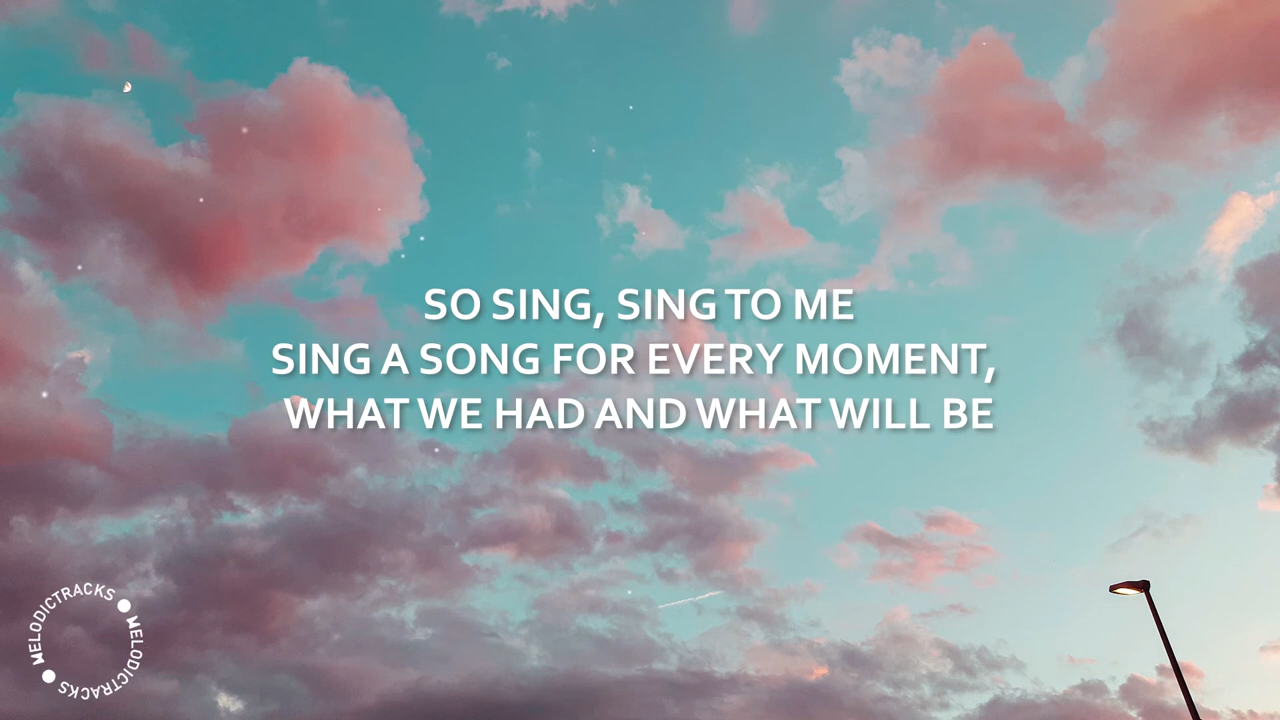 SO SING, SING TO ME
SING A SONG FOR EVERY MOMENT,
WHAT WE HAD AND WHAT WILL BE
MELODICTRACKS
MELODICTRACKS